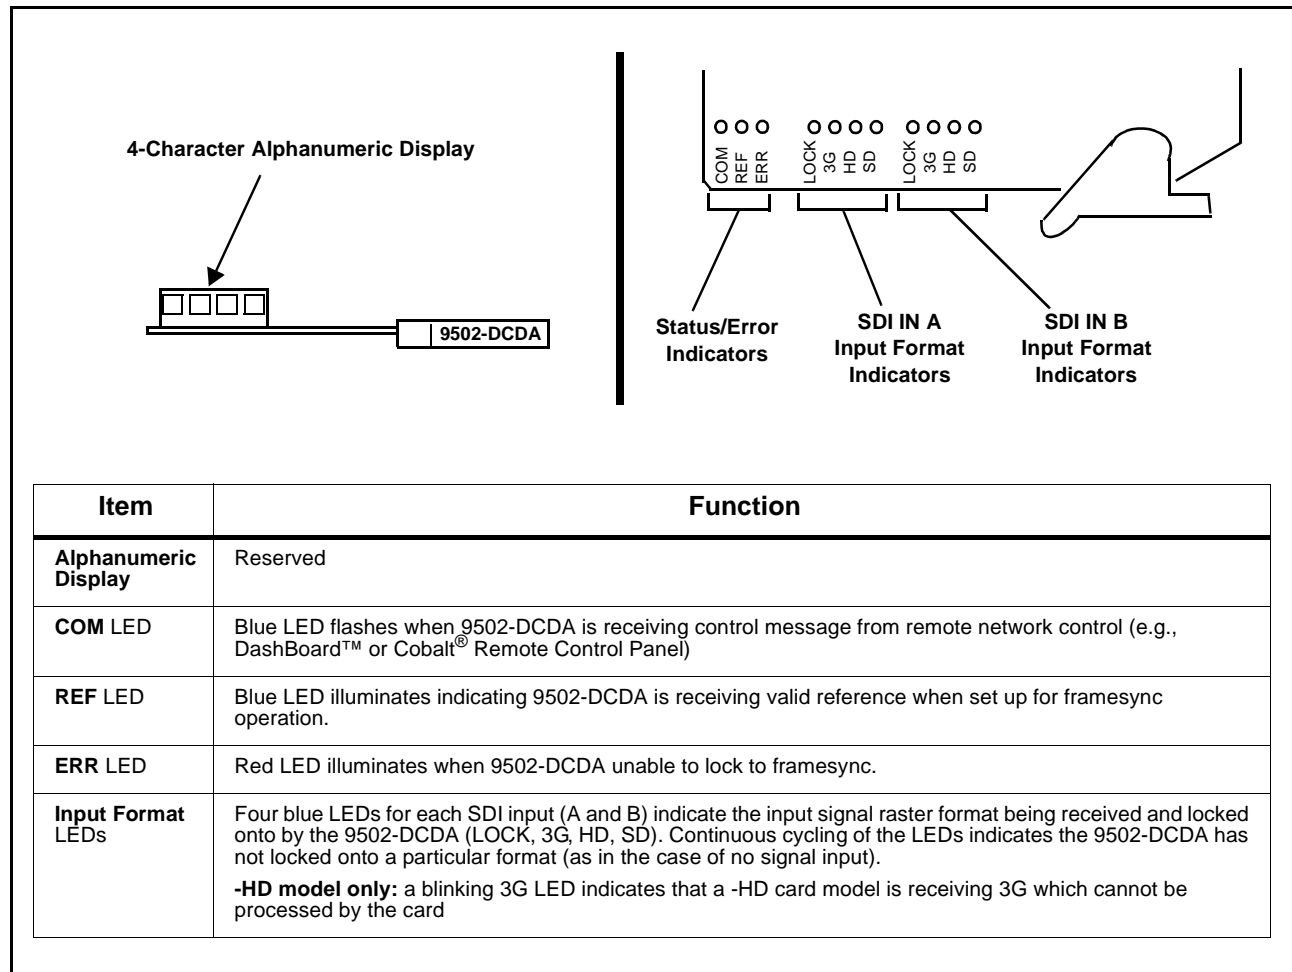 4-Character Alphanumeric Display
9502-DCDA
COM
REF
ERR
LOCK
3G
HD
SD
LOCK
3G
HD
SD
Status/Error
Indicators
SDI IN A
Input Format
Indicators
SDI IN B
Input Format
Indicators
Item
Function
Alphanumeric
Display
Reserved
COM LED
Blue LED flashes when 9502-DCDA is receiving control message from remote network control (e.g.,
DashBoard™ or Cobalt® Remote Control Panel)
REF LED
Blue LED illuminates indicating 9502-DCDA is receiving valid reference when set up for framesync
operation.
ERR LED
Red LED illuminates when 9502-DCDA unable to lock to framesync.
Input Format
LEDs
Four blue LEDs for each SDI input (A and B) indicate the input signal raster format being received and locked
onto by the 9502-DCDA (LOCK, 3G, HD, SD). Continuous cycling of the LEDs indicates the 9502-DCDA has
not locked onto a particular format (as in the case of no signal input).
-HD model only: a blinking 3G LED indicates that a -HD card model is receiving 3G which cannot be
processed by the card